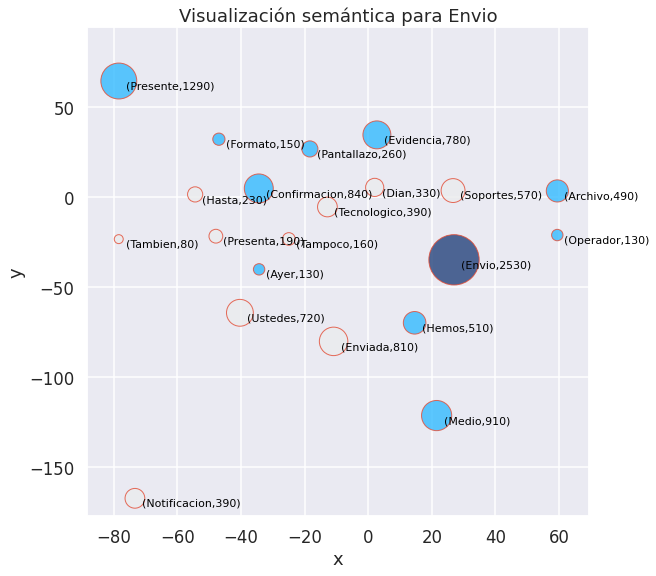 Visualización semántica para Envio
(Presente,1290)
50
(Formato,150)
(Evidencia,780)
(Pantallazo,260)
0
(Hasta,230)
(Confirmacion,840)
(Dian,330)
(Soportes,570)
(Archivo,490)
(Tecnologico,390)
(Tambien,80)
(Presenta,190)
(Tampoco,160)
(Operador,130)
(Envio,2530)
(Ayer,130)
y
−50
(Ustedes,720)
(Hemos,510)
(Enviada,810)
−100
(Medio,910)
−150
(Notificacion,390)
−80 −60 −40 −20 0 20 40 60
x